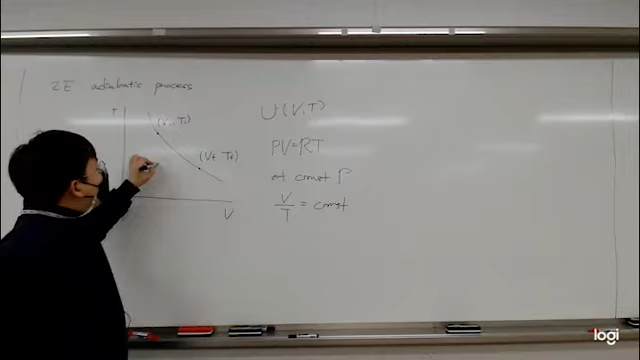 2E adiabatic process
T
(Vi, Ti)
(Vf Tf)
V
U(V,T)
PV=RT
at const P
V/T = const
logi